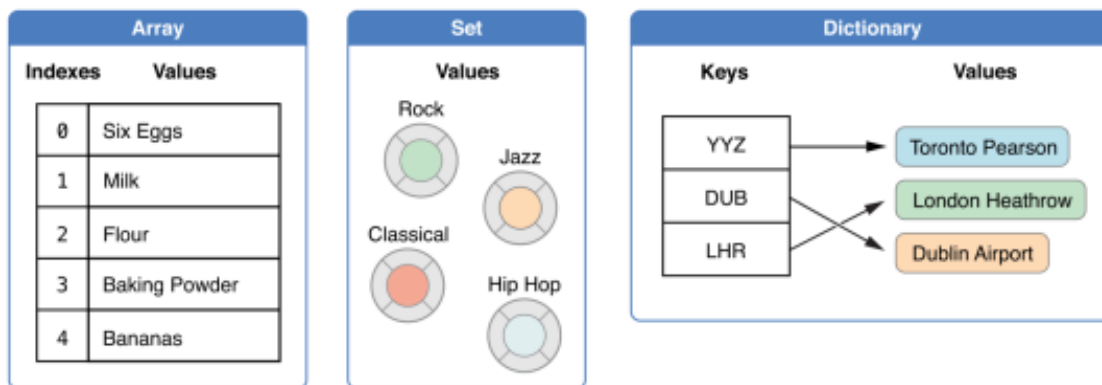 Array
Indexes Values
0 Six Eggs
1 Milk
2 Flour
3 Baking Powder
4 Bananas
Set
Values
Rock
Jazz
Classical
Hip Hop
Dictionary
Keys Values
YYZ Toronto Pearson
DUB London Heathrow
LHR Dublin Airport